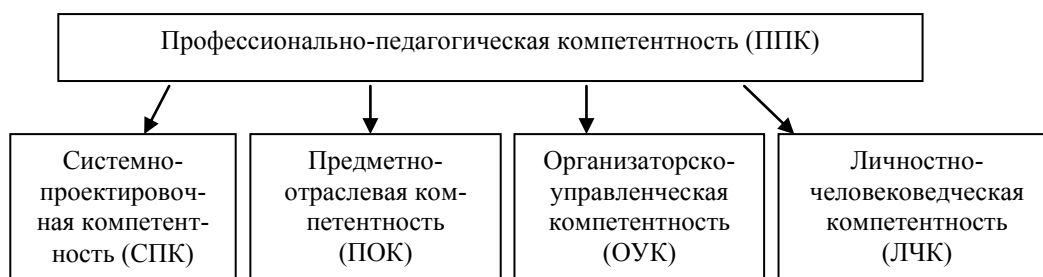 Профессионально-педагогическая компетентность (ППК)
Системно-
проектировоч-
ная компетент-
ность (СПК)
Предметно-
отраслевая ком-
петентность
(ПОК)
Организаторско-
управленческая
компетентность
(ОУК)
Личностно-
человековедческая
компетентность
(ЛЧК)